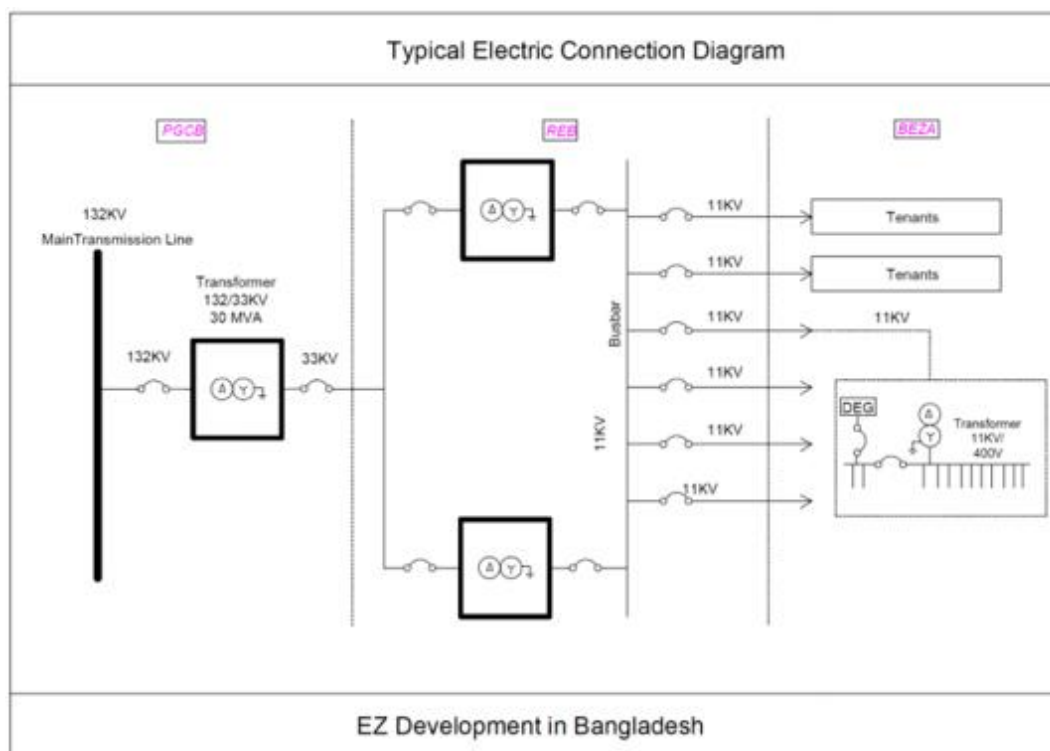 Typical Electric Connection Diagram
PGCB
REB
BEZA
132KV
MainTransmission Line
Transformer
132/33KV
30 MVA
132KV
33KV
Δ Y
Δ Y
Δ Y
11KV
Busbar
11KV
11KV
11KV
11KV
11KV
11KV
Tenants
Tenants
11KV
DEG
Δ
Y
Transformer
11KV/
400V
11KV
EZ Development in Bangladesh